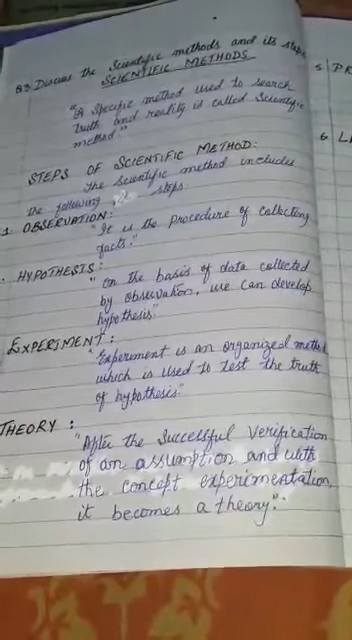 Q3. Discuss the Scientific methods and its steps
SCIENTIFIC METHODS
"A Specific method used to search
truth and reality is called Scientific
method."
STEPS OF SCIENTIFIC METHOD:
The Scientific method includes
the following steps.
1. OBSERVATION:
"It is the procedure of collecting
facts."
. HYPOTHESIS:
"On the basis of data collected
by observation, we can develop
hypothesis"
EXPERIMENT:
"Experiment is an organized method
which is used to test the truth
of hypothesis"
THEORY:
"After the Successful Verification
of an assumption and with
the concept experimentation
it becomes a theory."
5 PR
6 LA